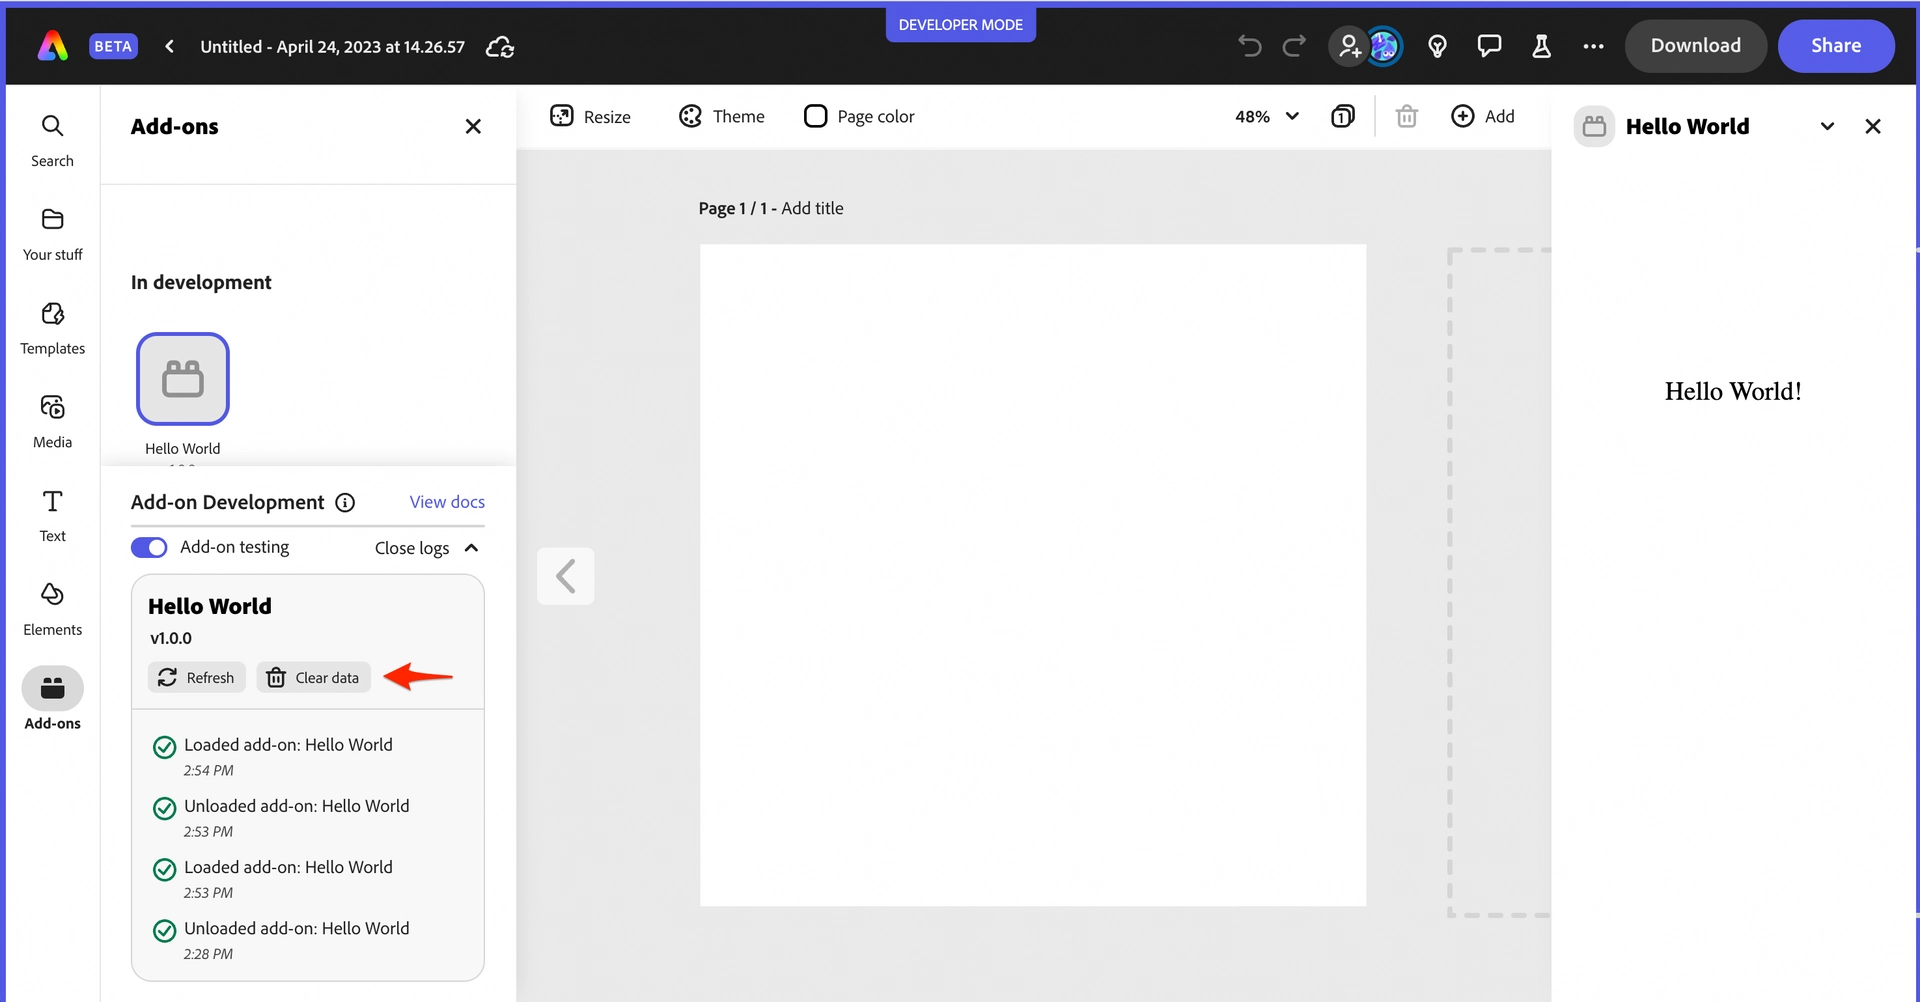 DEVELOPER MODE
BETA
Untitled - April 24, 2023 at 14.26.57
Download
Share
Search
Your stuff
Templates
Media
Text
Elements
Add-ons
Add-ons
In development
Hello World
Add-on Development
View docs
Add-on testing
Close logs
Hello World
v1.0.0
Refresh
Clear data
Loaded add-on: Hello World
2:54 PM
Unloaded add-on: Hello World
2:53 PM
Loaded add-on: Hello World
2:53 PM
Unloaded add-on: Hello World
2:28 PM
Resize
Theme
Page color
48%
1
Add
Page 1 / 1 - Add title
Hello World
Hello World!